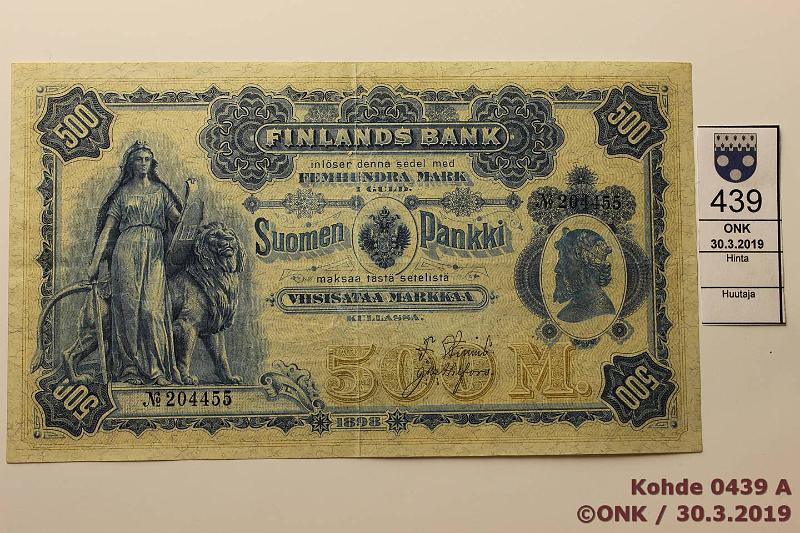 500
500
FINLANDS BANK
inlöser denna sedel med
FEMHUNDRA MARK
I GULD.
№ 204455
Suomen Pankki
maksaa tästä setelistä
VIISISATAA MARKKAA
KULLASSA.
500 M.
№ 204455
500
500
1898
439
ONK
30.3.2019
Hinta
Huutaja
Kohde 0439 A
©ONK / 30.3.2019